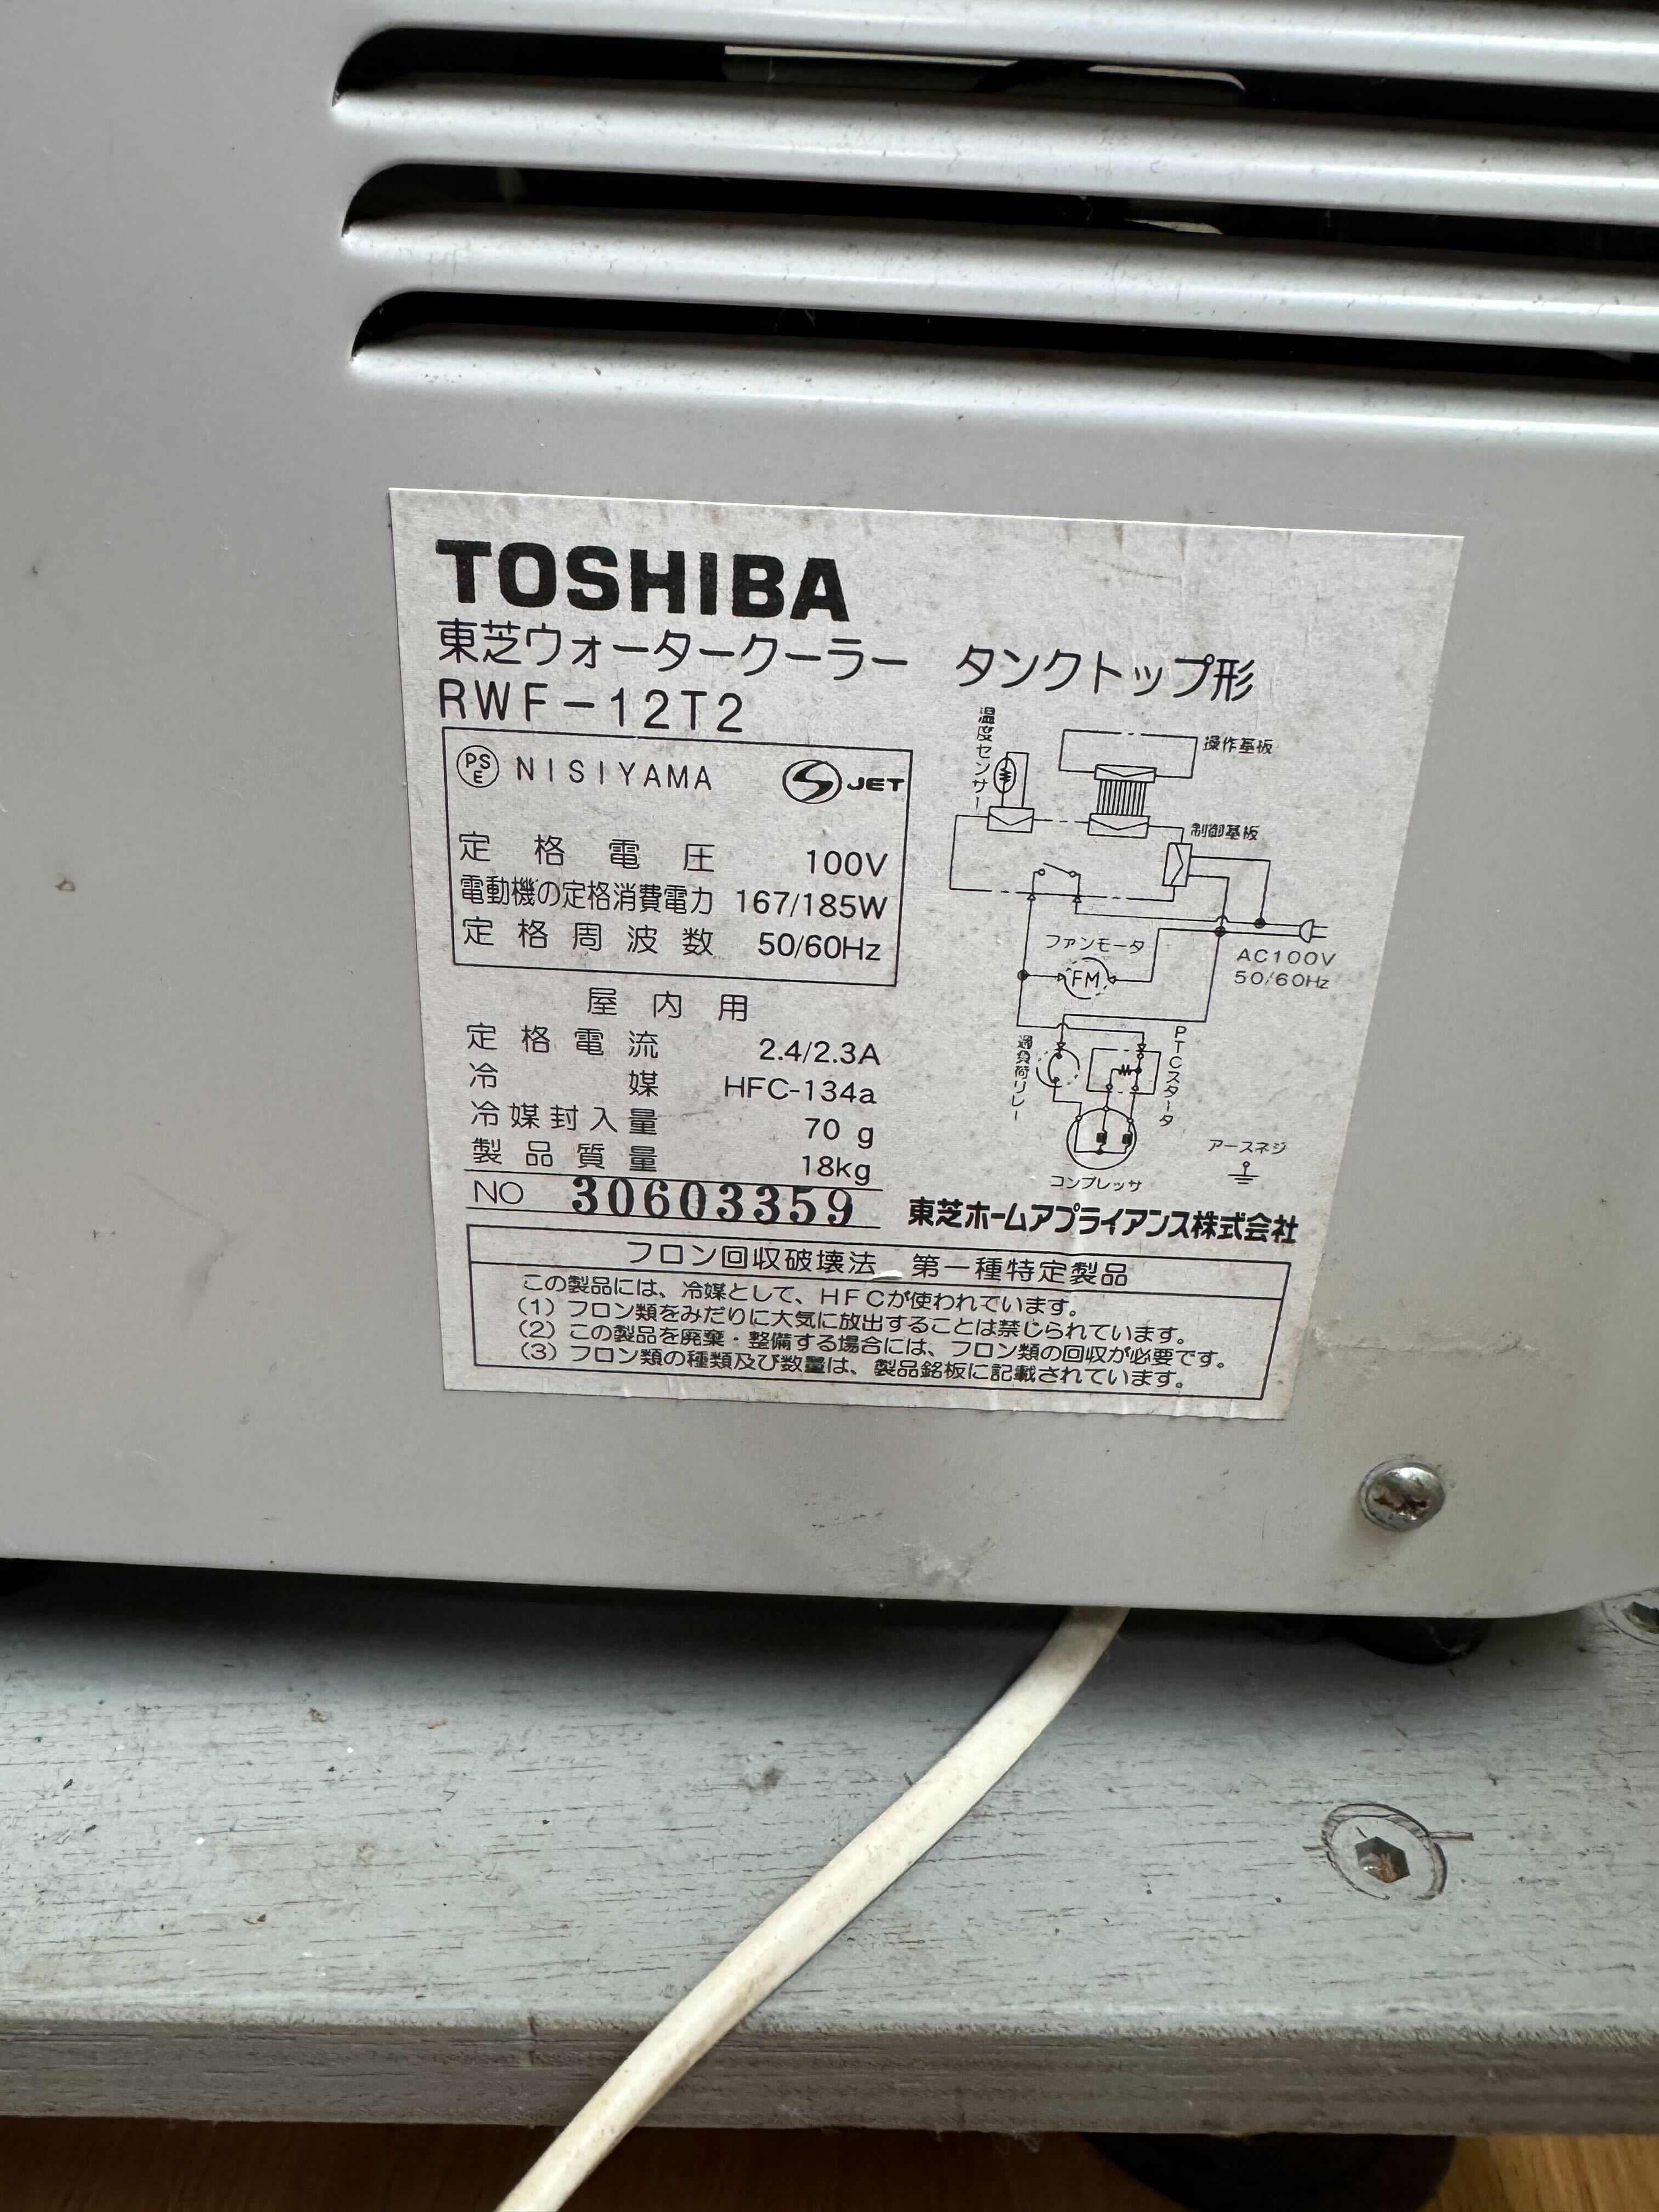 TOSHIBA
東芝ウォータークーラー タンクトップ形
RWF-12T2
PSE NISIYAMA S JET
定格電圧 100V
電動機の定格消費電力 167/185W
定格周波数 50/60Hz
屋内用
定格電流 2.4/2.3A
冷媒 HFC-134a
冷媒封入量 70 g
製品質量 18kg
NO 30603359
温度センサー
操作基板
制御基板
ファンモータ
FM
AC100V
50/60Hz
過負荷リレー
PTCスタータ
コンプレッサ
アースネジ
東芝ホームアプライアンス株式会社
フロン回収破壊法 第一種特定製品
この製品には、冷媒として、HFCが使われています。
(1) フロン類をみだりに大気に放出することは禁じられています。
(2) この製品を廃棄・整備する場合には、フロン類の回収が必要です。
(3) フロン類の種類及び数量は、製品銘板に記載されています。